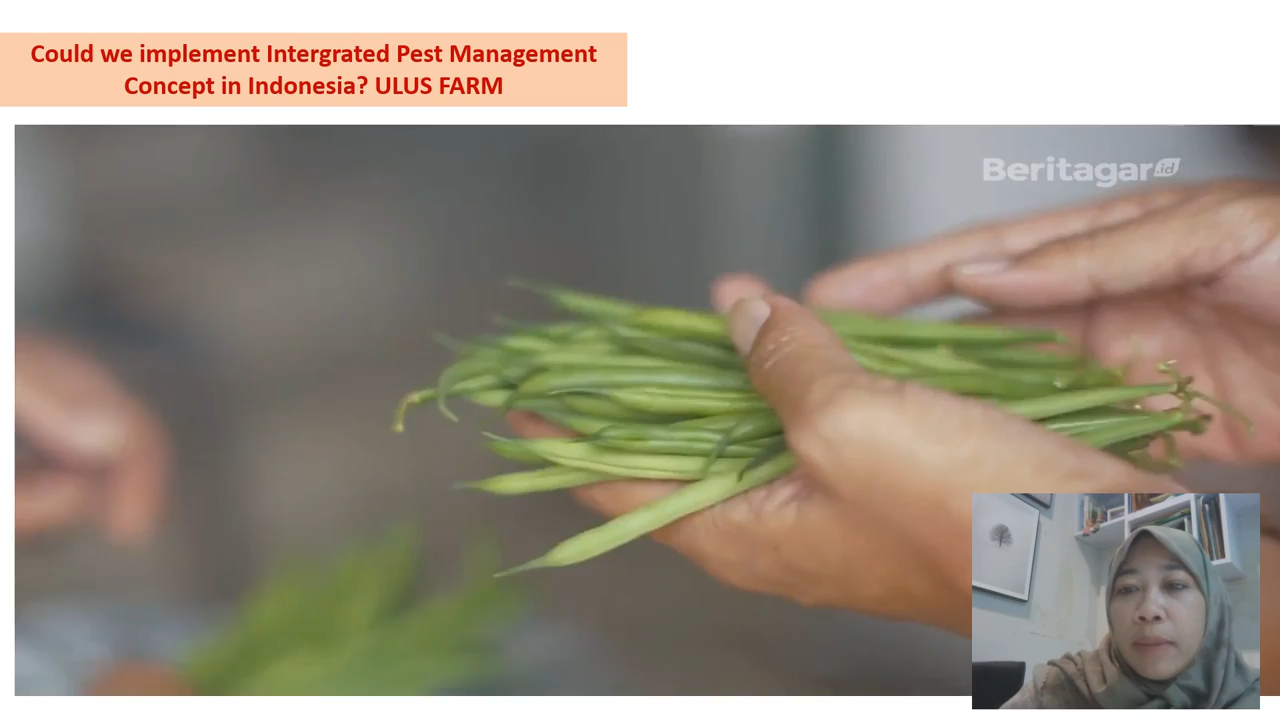 Could we implement Intergrated Pest Management
Concept in Indonesia? ULUS FARM
Beritagar.id